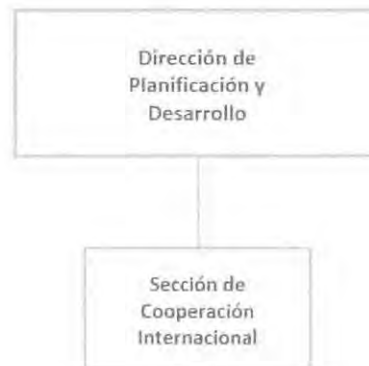 Dirección de
Planificación y
Desarrollo
Sección de
Cooperación
Internacional